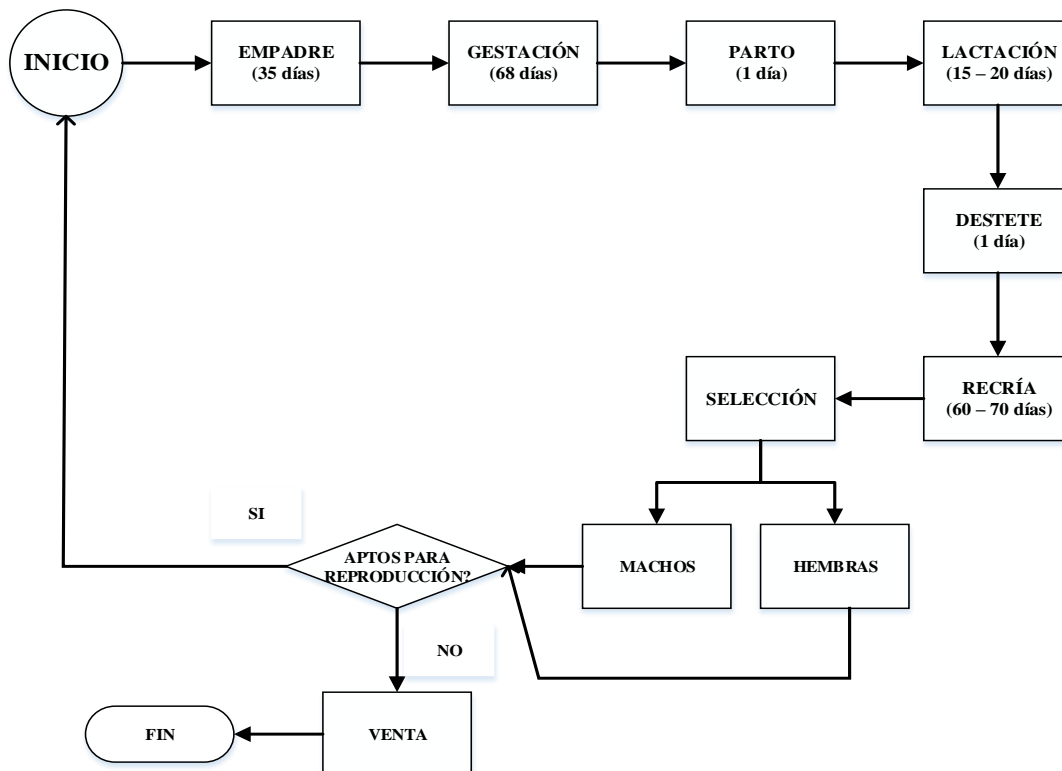 INICIO
EMPADRE
(35 días)
GESTACIÓN
(68 días)
PARTO
(1 día)
LACTACIÓN
(15 – 20 días)
DESTETE
(1 día)
RECRÍA
(60 – 70 días)
SELECCIÓN
MACHOS
HEMBRAS
APTOS PARA
REPRODUCCIÓN?
SI
NO
VENTA
FIN